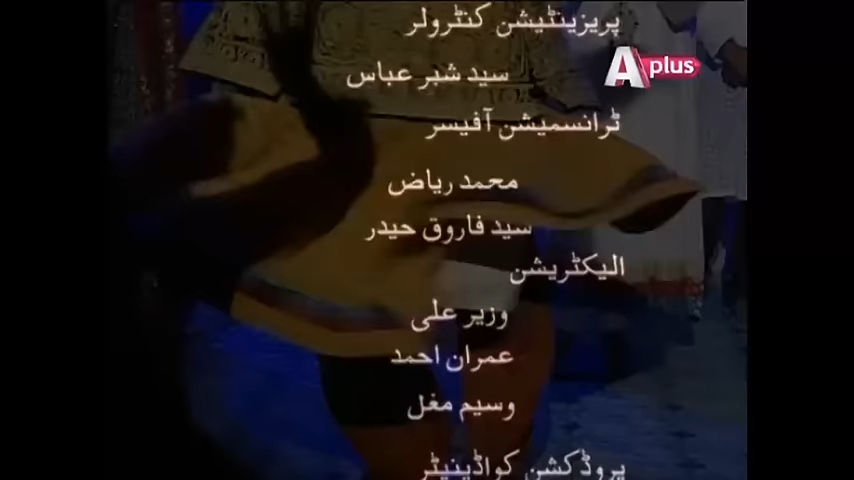 پریزینٹیشن کنٹرولر
Aplus
سید شبر عباس
ٹرانسمیشن آفیسر
محمد ریاض
سید فاروق حیدر
الیکٹریشن
وزیر علی
عمران احمد
وسیم مغل
پروڈکشن کواڈینیٹر